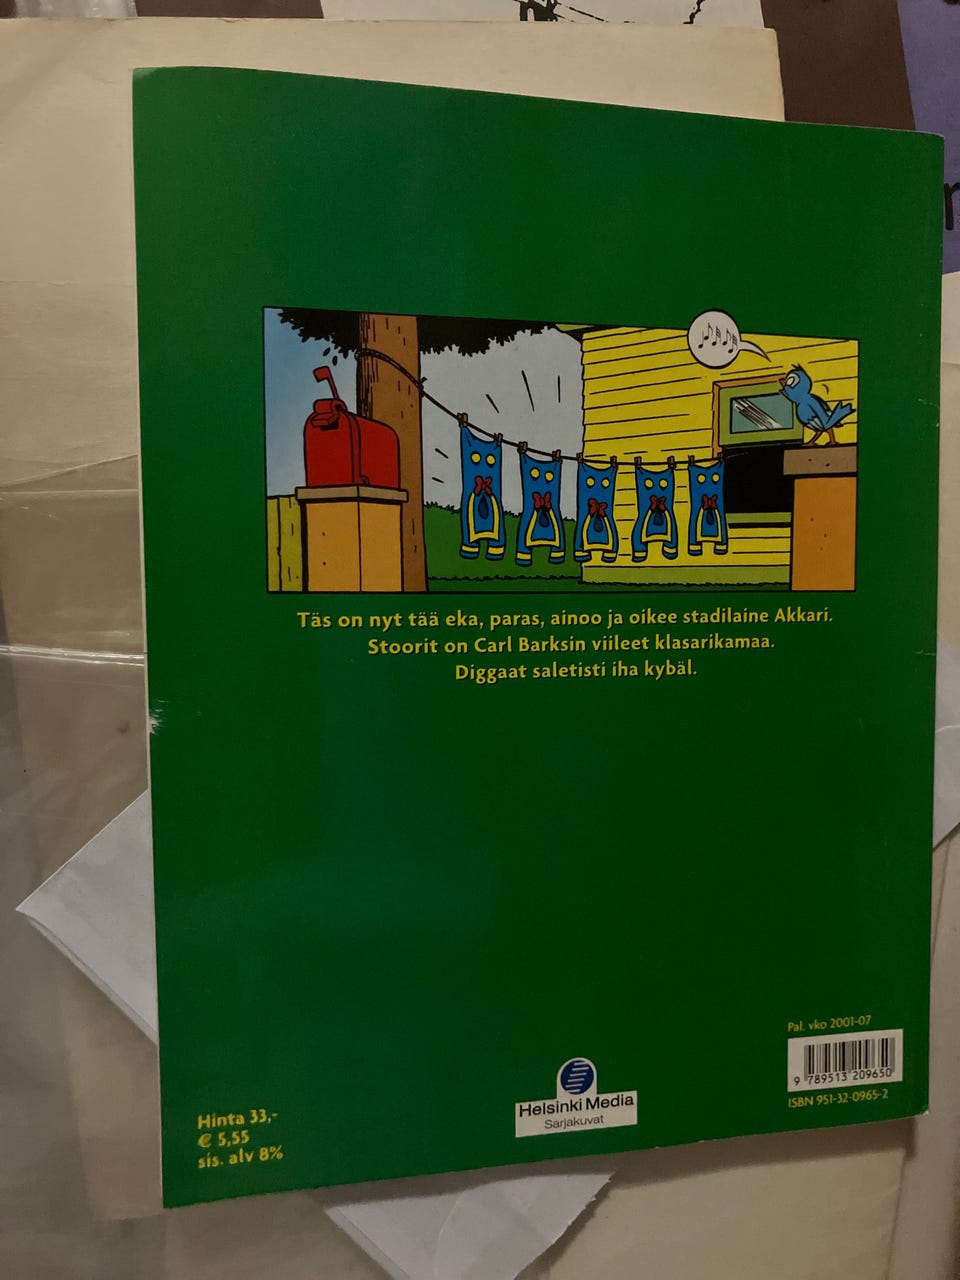 Täs on nyt tää eka, paras, ainoo ja oikee stadilaine Akkari.
Stoorit on Carl Barksin viileet klasarikamaa.
Diggaat saletisti iha kybäl.
Pal. vko 2001-07
9 789513 209650
ISBN 951-32-0965-2
Helsinki Media
Sarjakuvat
Hinta 33,-
€ 5,55
sis. alv 8%